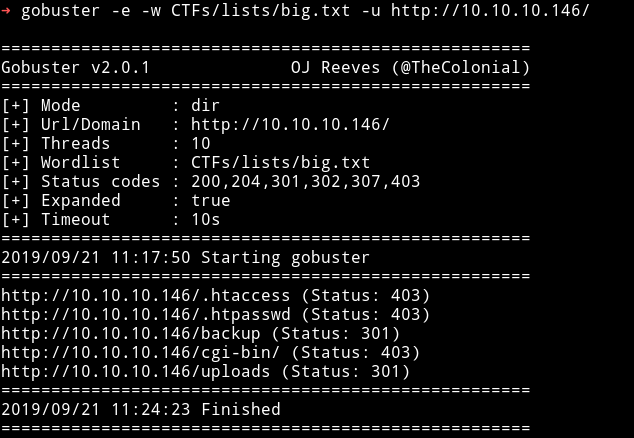 ➜ gobuster -e -w CTFs/lists/big.txt -u http://10.10.10.146/
=====================================================
Gobuster v2.0.1              OJ Reeves (@TheColonial)
=====================================================
[+] Mode         : dir
[+] Url/Domain   : http://10.10.10.146/
[+] Threads      : 10
[+] Wordlist     : CTFs/lists/big.txt
[+] Status codes : 200,204,301,302,307,403
[+] Expanded     : true
[+] Timeout      : 10s
=====================================================
2019/09/21 11:17:50 Starting gobuster
=====================================================
http://10.10.10.146/.htaccess (Status: 403)
http://10.10.10.146/.htpasswd (Status: 403)
http://10.10.10.146/backup (Status: 301)
http://10.10.10.146/cgi-bin/ (Status: 403)
http://10.10.10.146/uploads (Status: 301)
=====================================================
2019/09/21 11:24:23 Finished
=====================================================